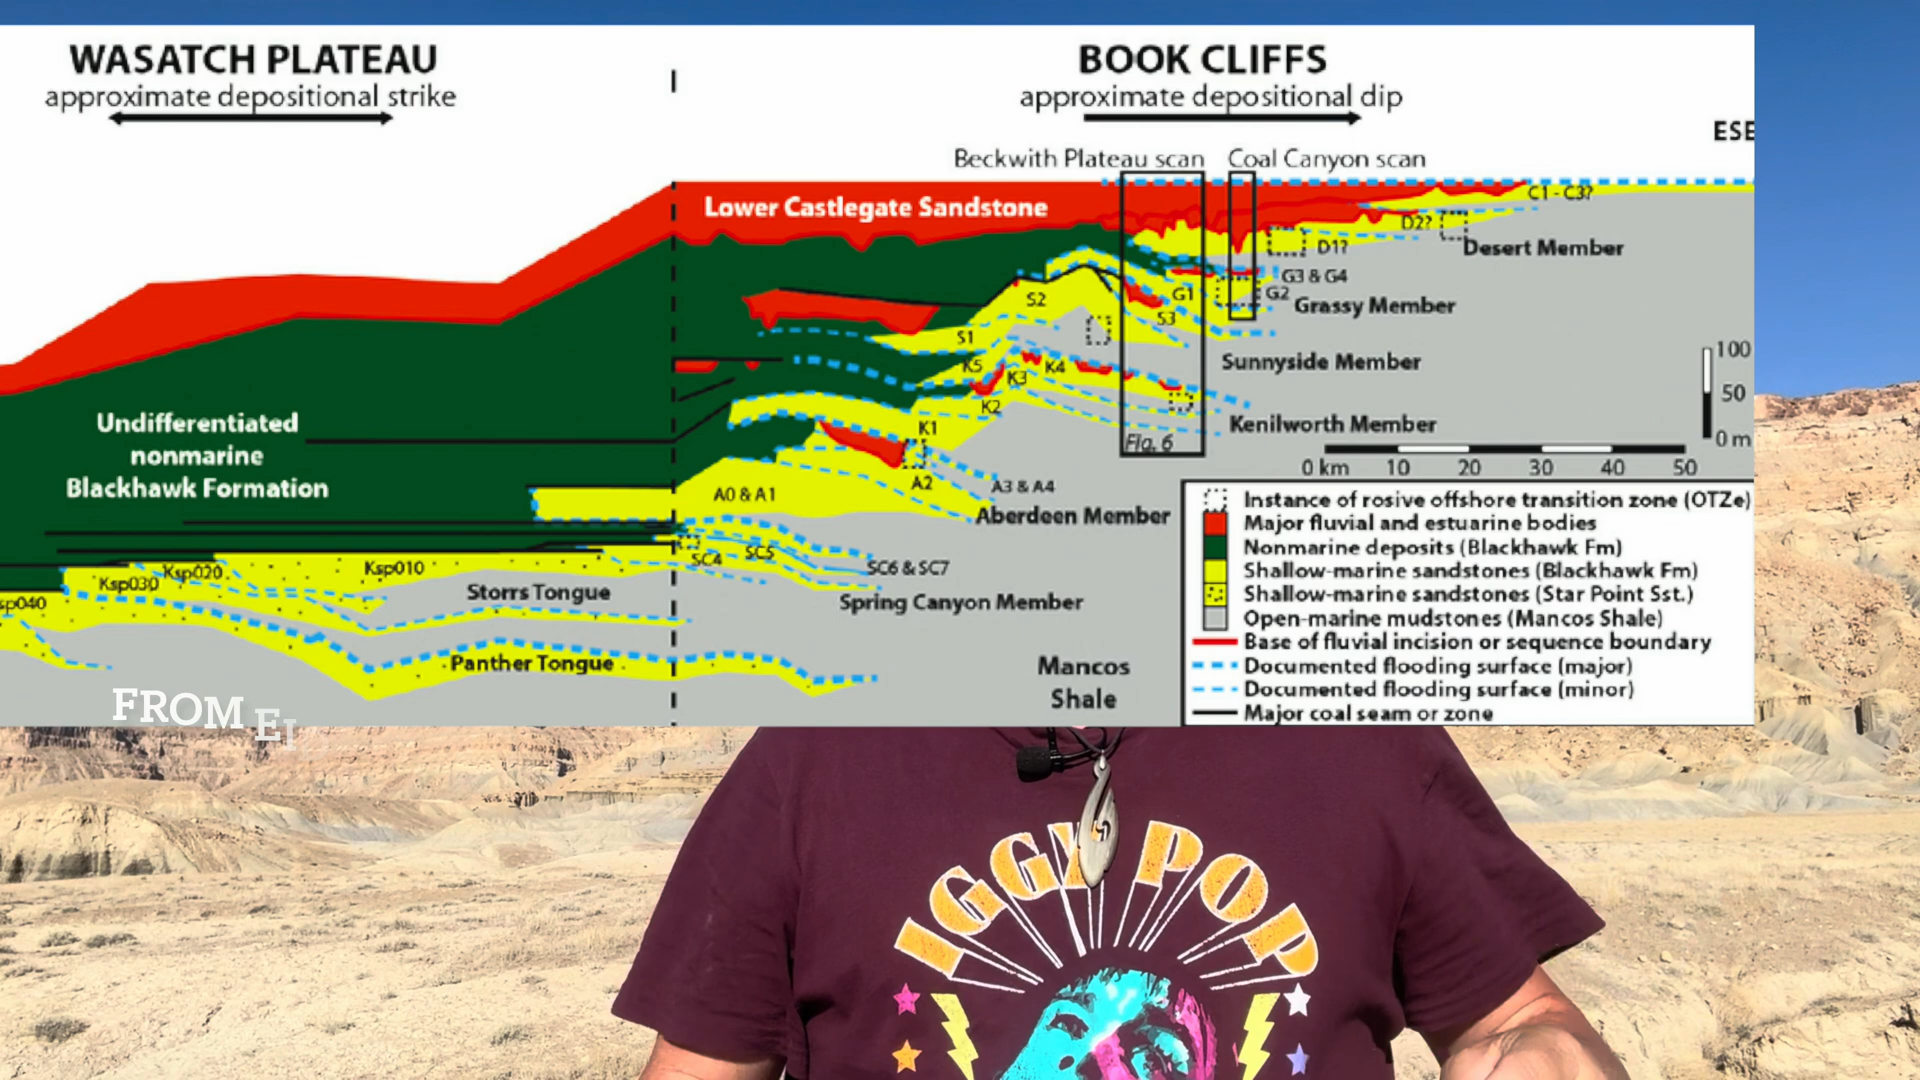 WASATCH PLATEAU
approximate depositional strike
BOOK CLIFFS
approximate depositional dip
ESE
Beckwith Plateau scan
Coal Canyon scan
Lower Castlegate Sandstone
C1 - C3?
D2?
D1?
Desert Member
G3 & G4
G1
G2
Grassy Member
S2
S3
S1
Sunnyside Member
K5
K4
K3
K2
K1
Kenilworth Member
Fig. 6
100
50
0 m
0 km 10 20 30 40 50
Undifferentiated
nonmarine
Blackhawk Formation
A0 & A1
A2
A3 & A4
Aberdeen Member
SC4
SC5
SC6 & SC7
Spring Canyon Member
Ksp010
Ksp020
Ksp030
sp040
Storrs Tongue
Panther Tongue
Mancos
Shale
Instance of rosive offshore transition zone (OTZe)
Major fluvial and estuarine bodies
Nonmarine deposits (Blackhawk Fm)
Shallow-marine sandstones (Blackhawk Fm)
Shallow-marine sandstones (Star Point Sst.)
Open-marine mudstones (Mancos Shale)
Base of fluvial incision or sequence boundary
Documented flooding surface (major)
Documented flooding surface (minor)
Major coal seam or zone
FROM EI
IGGY POP